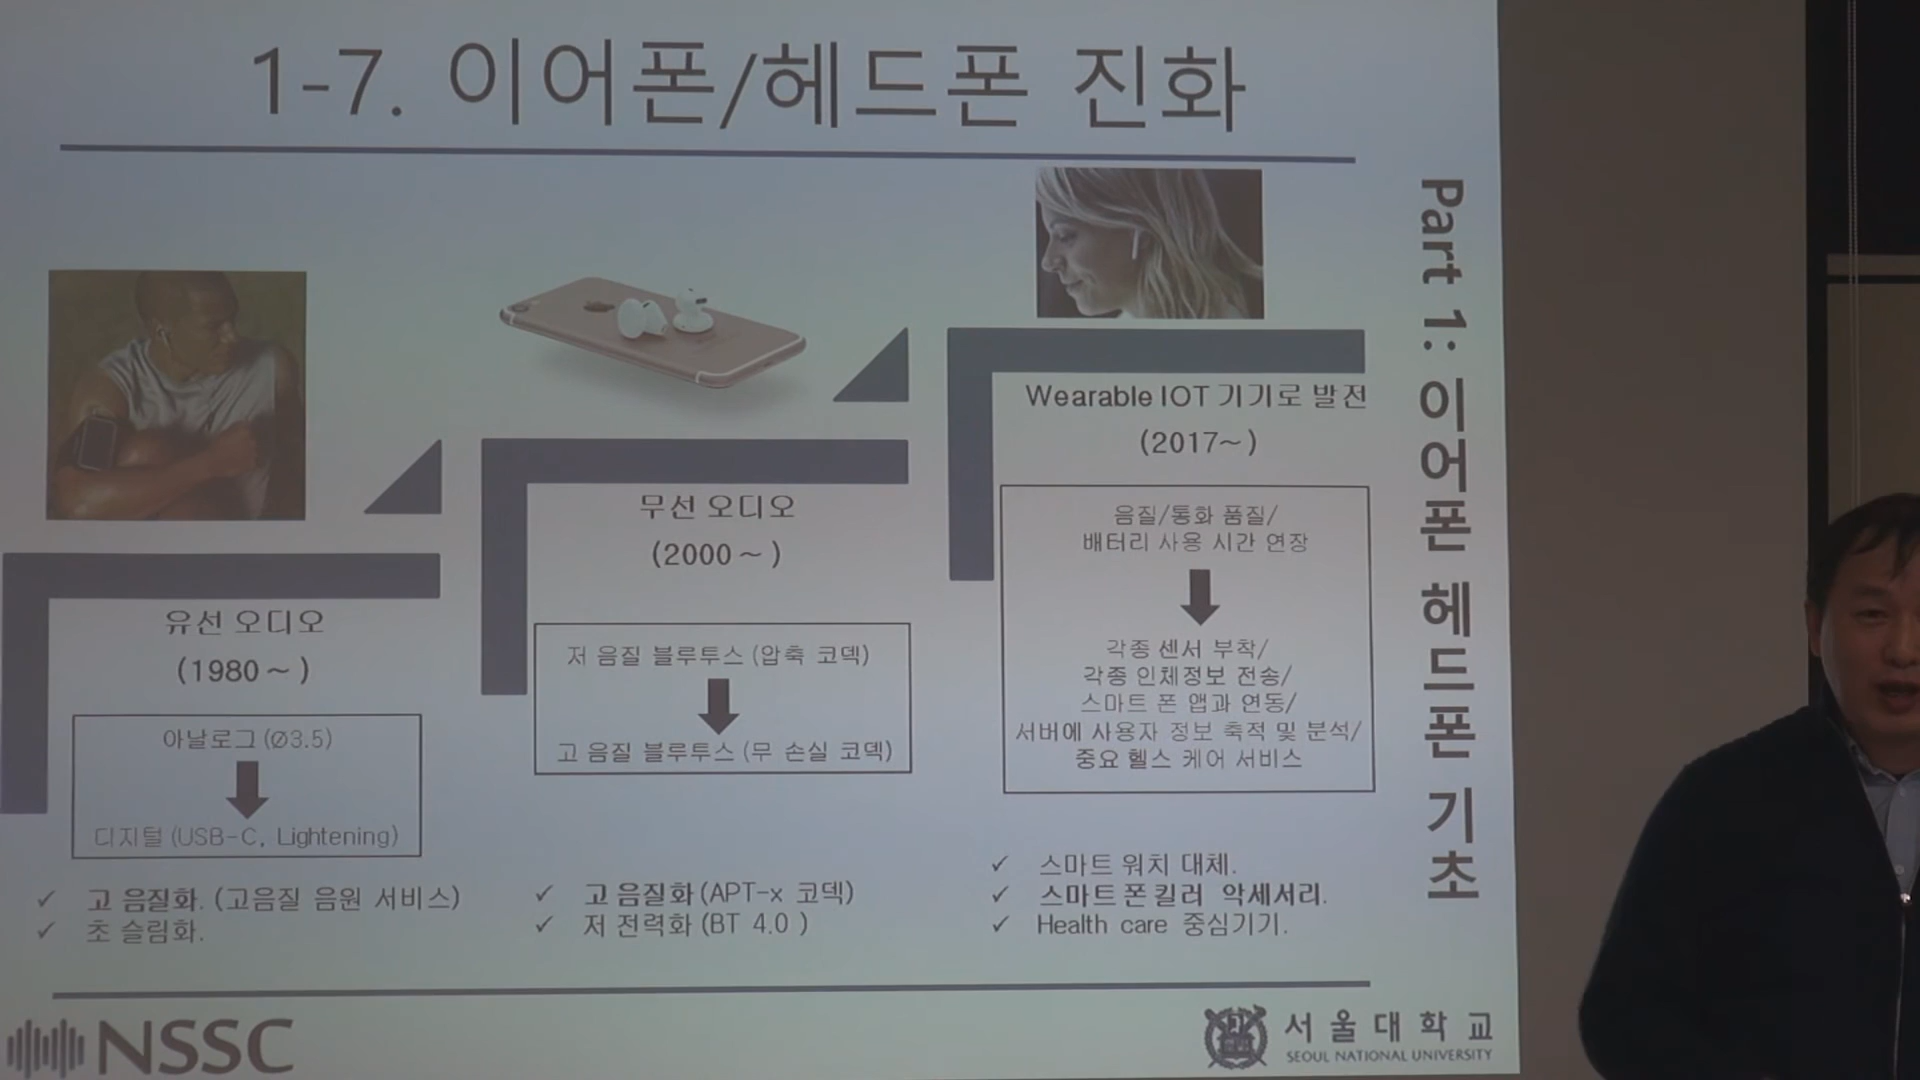 1-7. 이어폰/헤드폰 진화
Part 1: 이어폰 헤드폰 기초
유선 오디오
(1980~)
아날로그(Ø3.5)
디지털(USB-C, Lightening)
✓ 고 음질화. (고음질 음원 서비스)
✓ 초 슬림화.
무선 오디오
(2000~)
저 음질 블루투스(압축 코덱)
고 음질 블루투스(무 손실 코덱)
✓ 고 음질화(APT-x 코덱)
✓ 저 전력화(BT 4.0)
Wearable IOT 기기로 발전
(2017~)
음질/통화 품질/
배터리 사용 시간 연장
각종 센서 부착/
각종 인체정보 전송/
스마트 폰 앱과 연동/
서버에 사용자 정보 축적 및 분석/
중요 헬스 케어 서비스
✓ 스마트 워치 대체.
✓ 스마트폰킬러 악세서리.
✓ Health care 중심기기.
NSSC
서울대학교
SEOUL NATIONAL UNIVERSITY